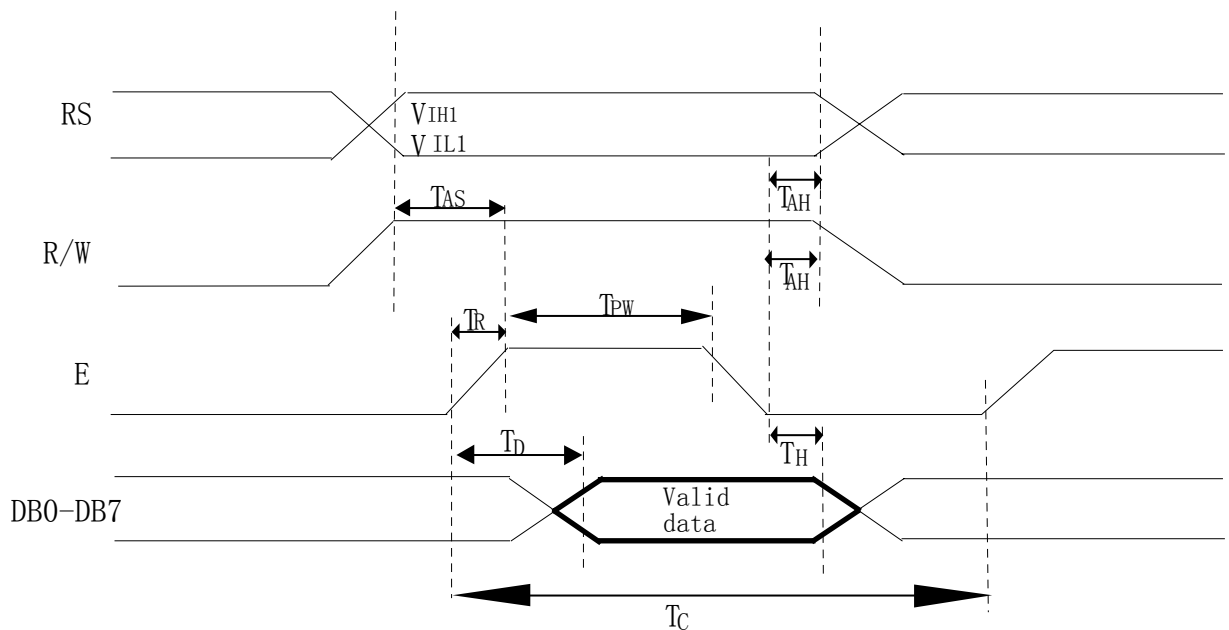 RS
VIH1
VIL1
TAS
TAH
R/W
TAH
TR
TPW
E
TD
TH
DB0-DB7
Valid
data
TC